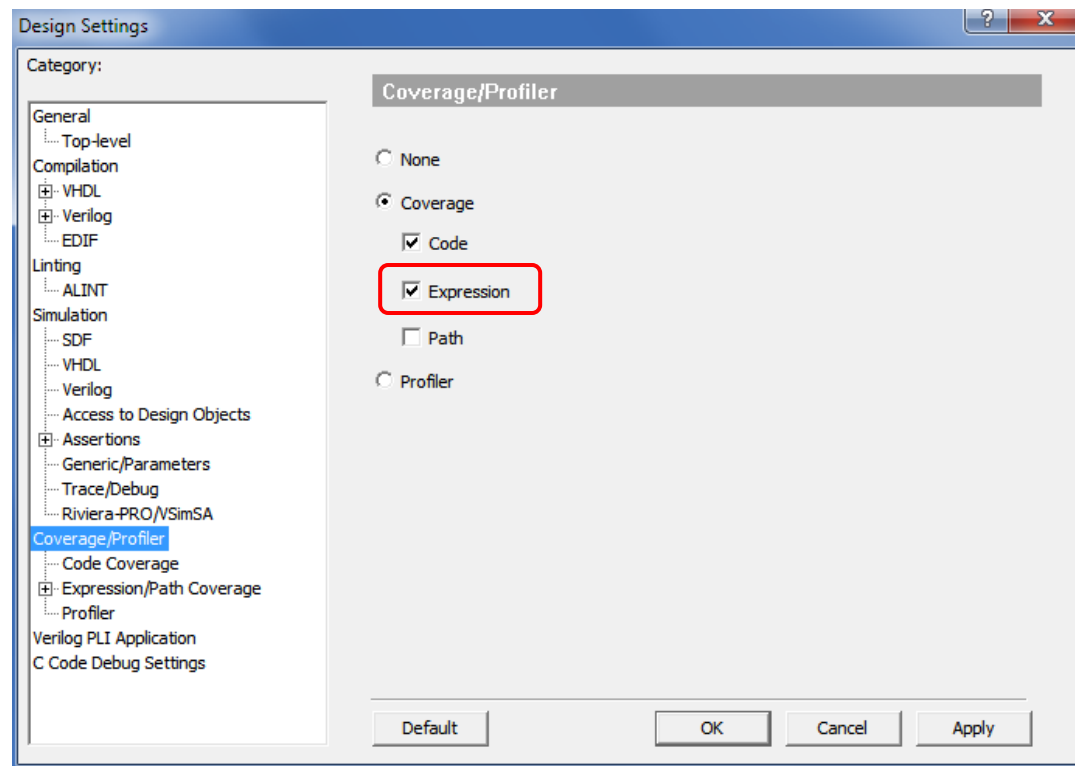 Design Settings
?
X
Category:
General
Top-level
Compilation
VHDL
Verilog
EDIF
Linting
ALINT
Simulation
SDF
VHDL
Verilog
Access to Design Objects
Assertions
Generic/Parameters
Trace/Debug
Riviera-PRO/VSimSA
Coverage/Profiler
Code Coverage
Expression/Path Coverage
Profiler
Verilog PLI Application
C Code Debug Settings
Coverage/Profiler
None
Coverage
Code
Expression
Path
Profiler
Default
OK
Cancel
Apply